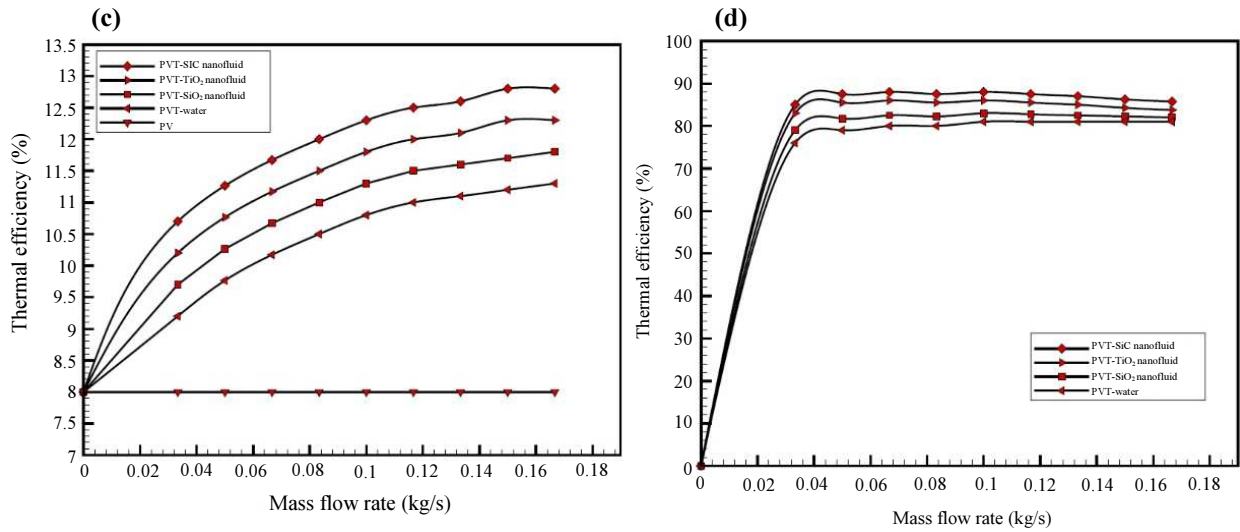 (c)
Thermal efficiency (%)
13.5
13
12.5
12
11.5
11
10.5
10
9.5
9
8.5
8
7.5
7
PVT-SIC nanofluid
PVT-TiO₂ nanofluid
PVT-SiO₂ nanofluid
PVT-water
PV
0 0.02 0.04 0.06 0.08 0.1 0.12 0.14 0.16 0.18
Mass flow rate (kg/s)
(d)
Thermal efficiency (%)
100
90
80
70
60
50
40
30
20
10
0
PVT-SiC nanofluid
PVT-TiO₂ nanofluid
PVT-SiO₂ nanofluid
PVT-water
0 0.02 0.04 0.06 0.08 0.1 0.12 0.14 0.16 0.18
Mass flow rate (kg/s)